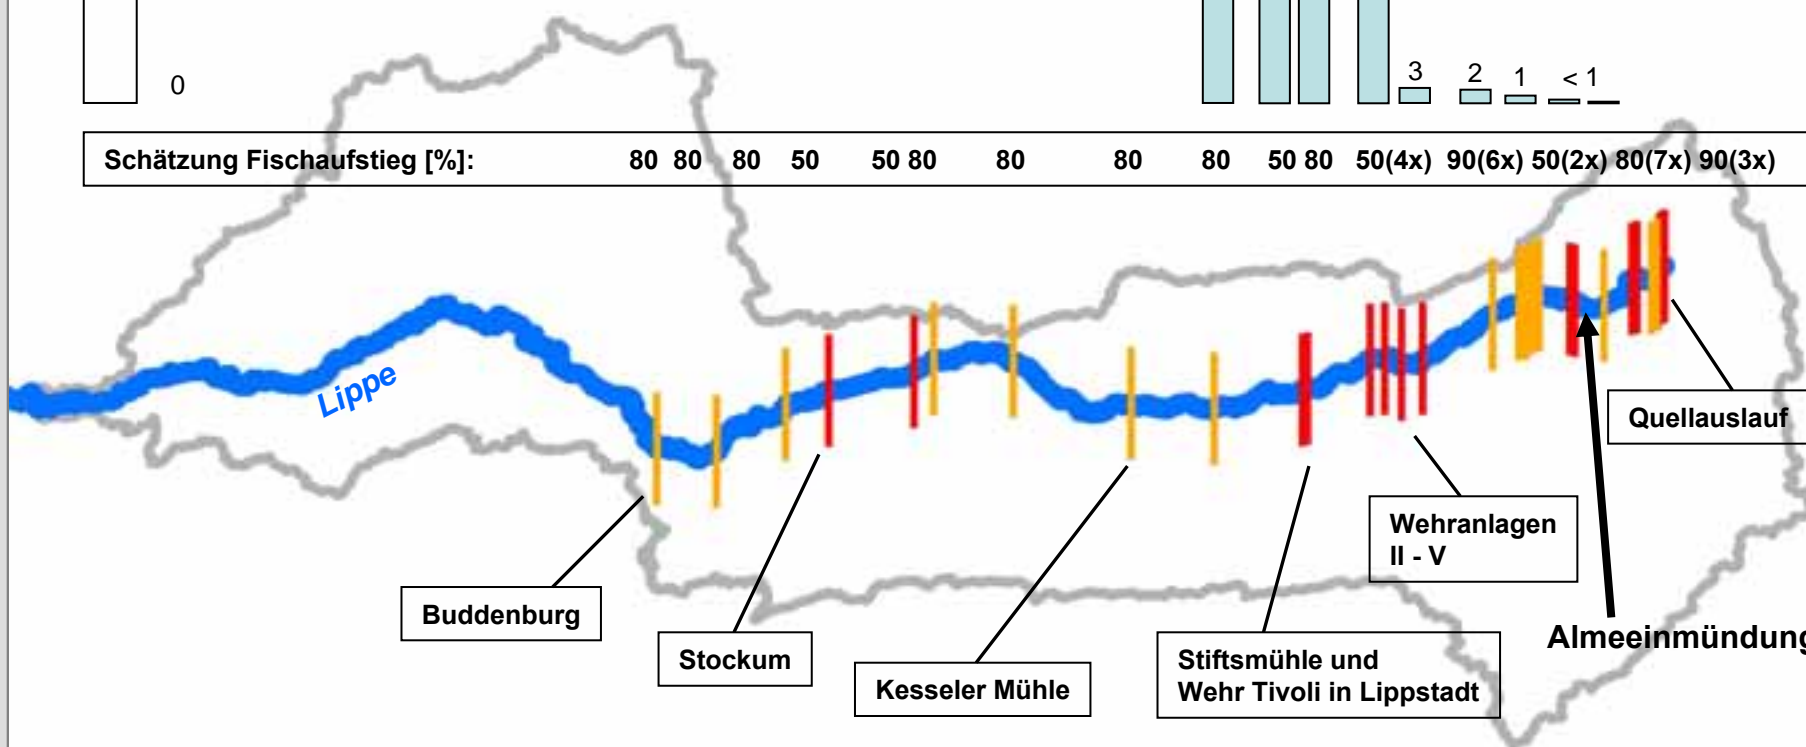 0
3 2 1 < 1
Schätzung Fischaufstieg [%]: 80 80 80 50 50 80 80 80 80 50 80 50(4x) 90(6x) 50(2x) 80(7x) 90(3x)
Lippe
Quellauslauf
Wehranlagen
II - V
Buddenburg
Almeeinmündung
Stockum
Stiftsmühle und
Wehr Tivoli in Lippstadt
Kesseler Mühle